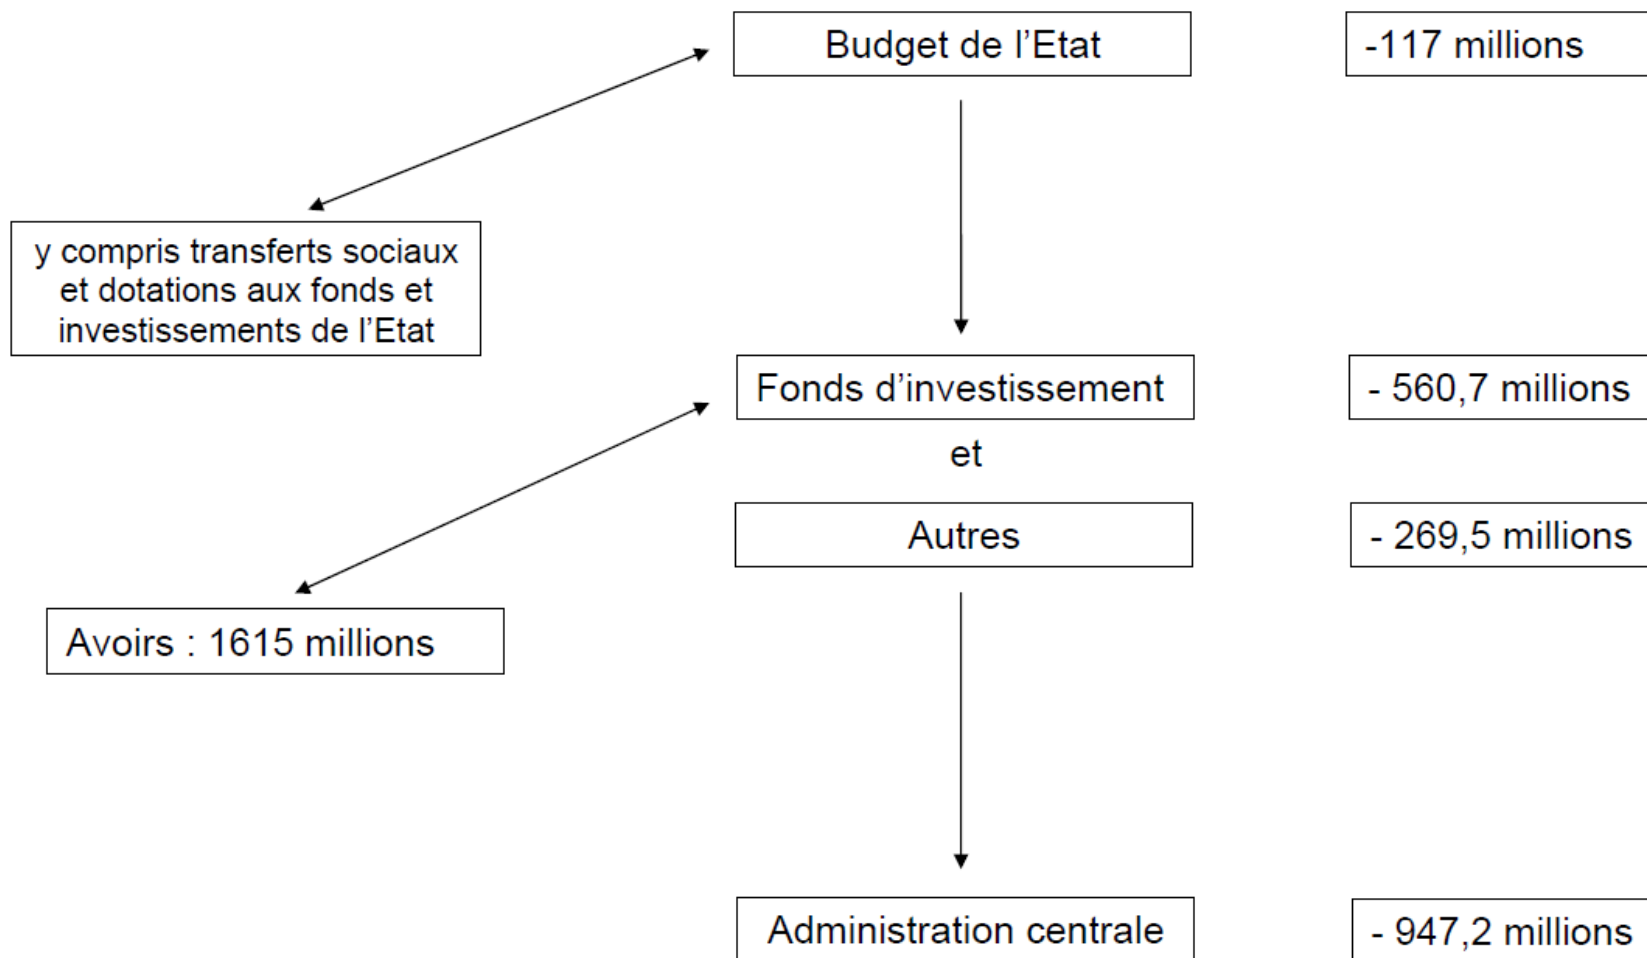 Budget de l'Etat
-117 millions
y compris transferts sociaux
et dotations aux fonds et
investissements de l'Etat
Fonds d'investissement
- 560,7 millions
et
Autres
- 269,5 millions
Avoirs : 1615 millions
Administration centrale
- 947,2 millions